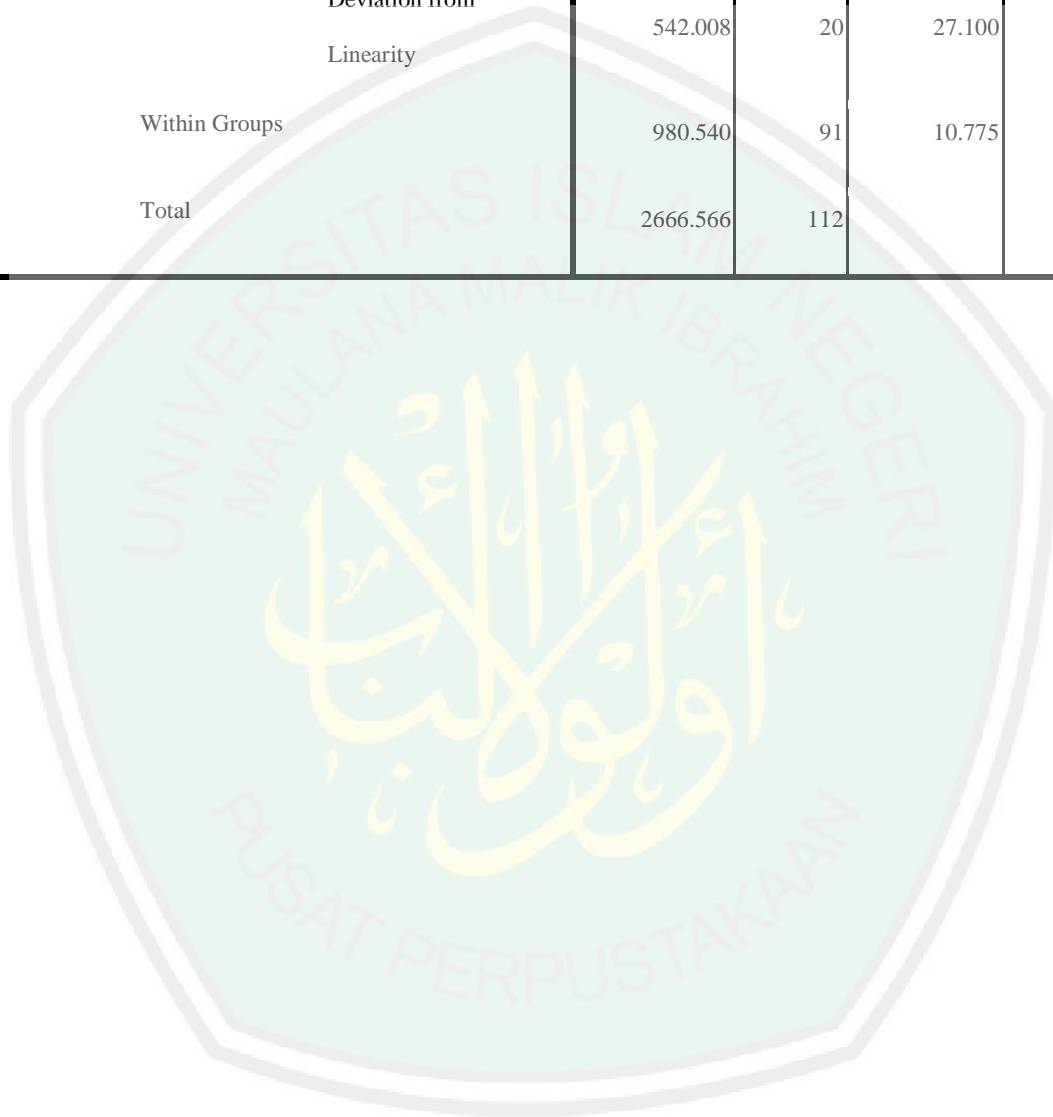 Deviation from
Linearity
542.008 20 27.100
Within Groups 980.540 91 10.775
Total 2666.566 112
UNIVERSITAS ISLAM NEGERI
MAULANA MALIK IBRAHIM
PUSAT PERPUSTAKAAN